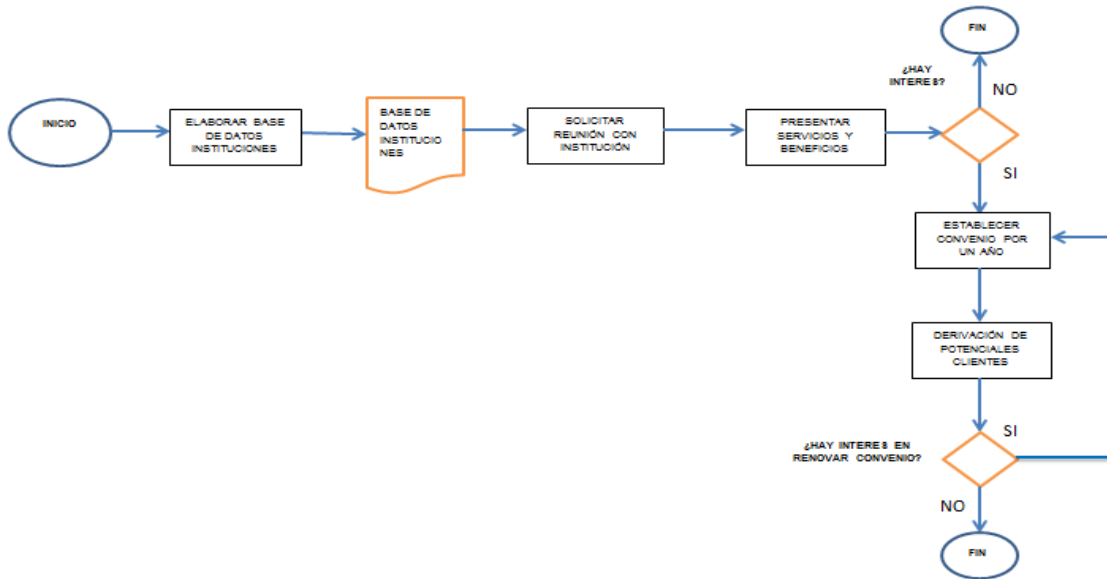 FIN
¿HAY
INTERES?
NO
INICIO
ELABORAR BASE
DE DATOS
INSTITUCIONES
BASE DE
DATOS
INSTITUCIO
NES
SOLICITAR
REUNIÓN CON
INSTITUCIÓN
PRESENTAR
SERVICIOS Y
BENEFICIOS
SI
ESTABLECER
CONVENIO POR
UN AÑO
DERIVACIÓN DE
POTENCIALES
CLIENTES
¿HAY INTERES EN
RENOVAR CONVENIO?
SI
NO
FIN